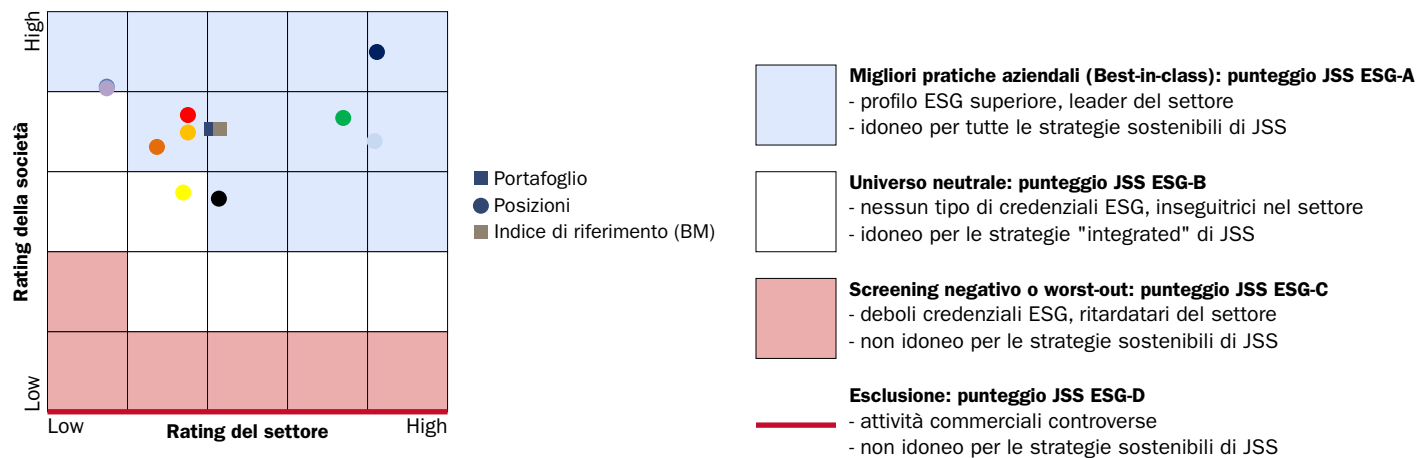 High
Rating della società
Low
Low
Rating del settore
High
Portafoglio
Posizioni
Indice di riferimento (BM)
Migliori pratiche aziendali (Best-in-class): punteggio JSS ESG-A
- profilo ESG superiore, leader del settore
- idoneo per tutte le strategie sostenibili di JSS
Universo neutrale: punteggio JSS ESG-B
- nessun tipo di credenziali ESG, inseguitrici nel settore
- idoneo per le strategie "integrated" di JSS
Screening negativo o worst-out: punteggio JSS ESG-C
- deboli credenziali ESG, ritardatari del settore
- non idoneo per le strategie sostenibili di JSS
Esclusione: punteggio JSS ESG-D
- attività commerciali controverse
- non idoneo per le strategie sostenibili di JSS